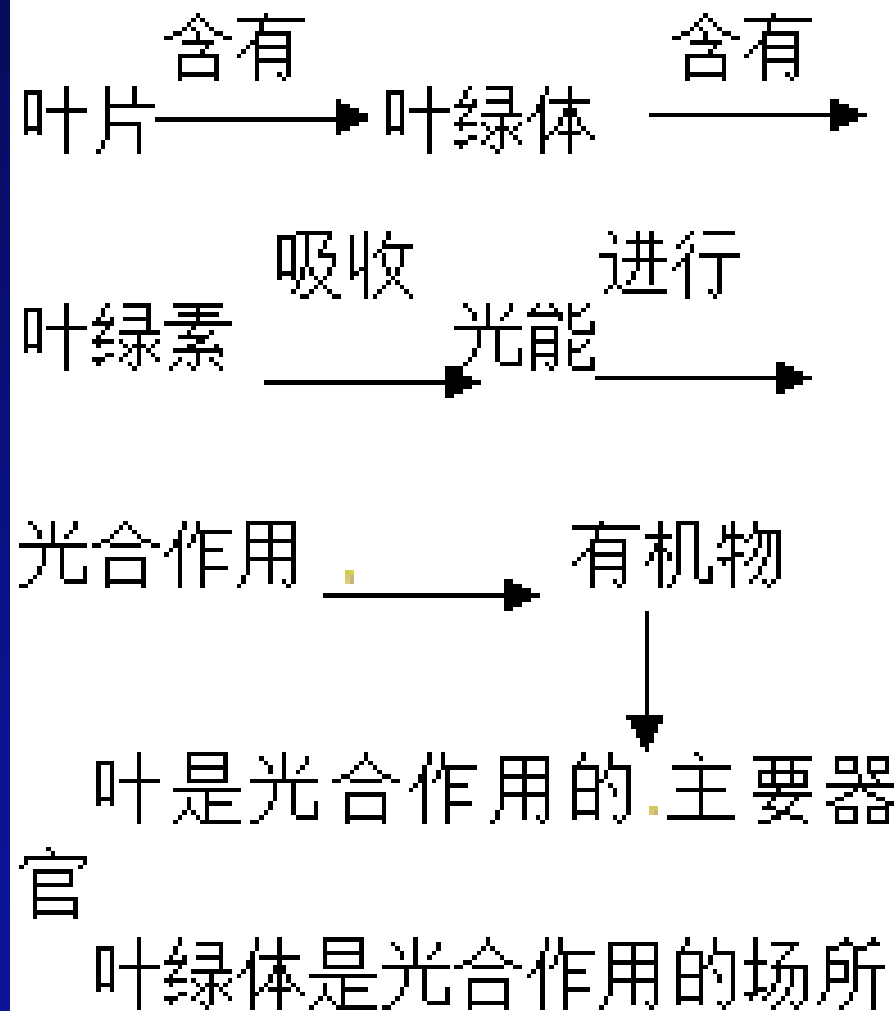 含有 含有
叶片 叶绿体
吸收 进行
叶绿素 光能
光合作用 有机物
叶是光合作用的主要器
官
叶绿体是光合作用的场所